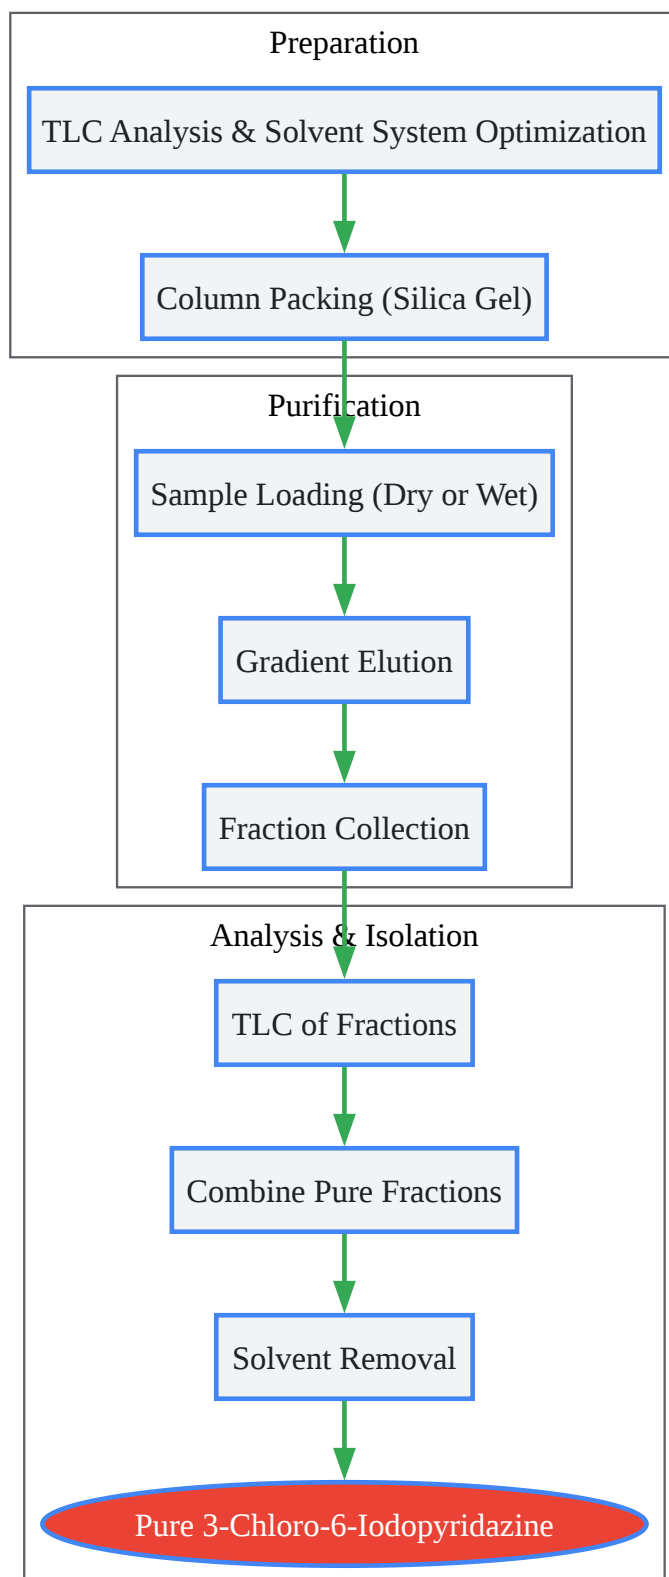 Preparation
TLC Analysis & Solvent System Optimization
Column Packing (Silica Gel)
Purification
Sample Loading (Dry or Wet)
Gradient Elution
Fraction Collection
Analysis & Isolation
TLC of Fractions
Combine Pure Fractions
Solvent Removal
Pure 3-Chloro-6-Iodopyridazine